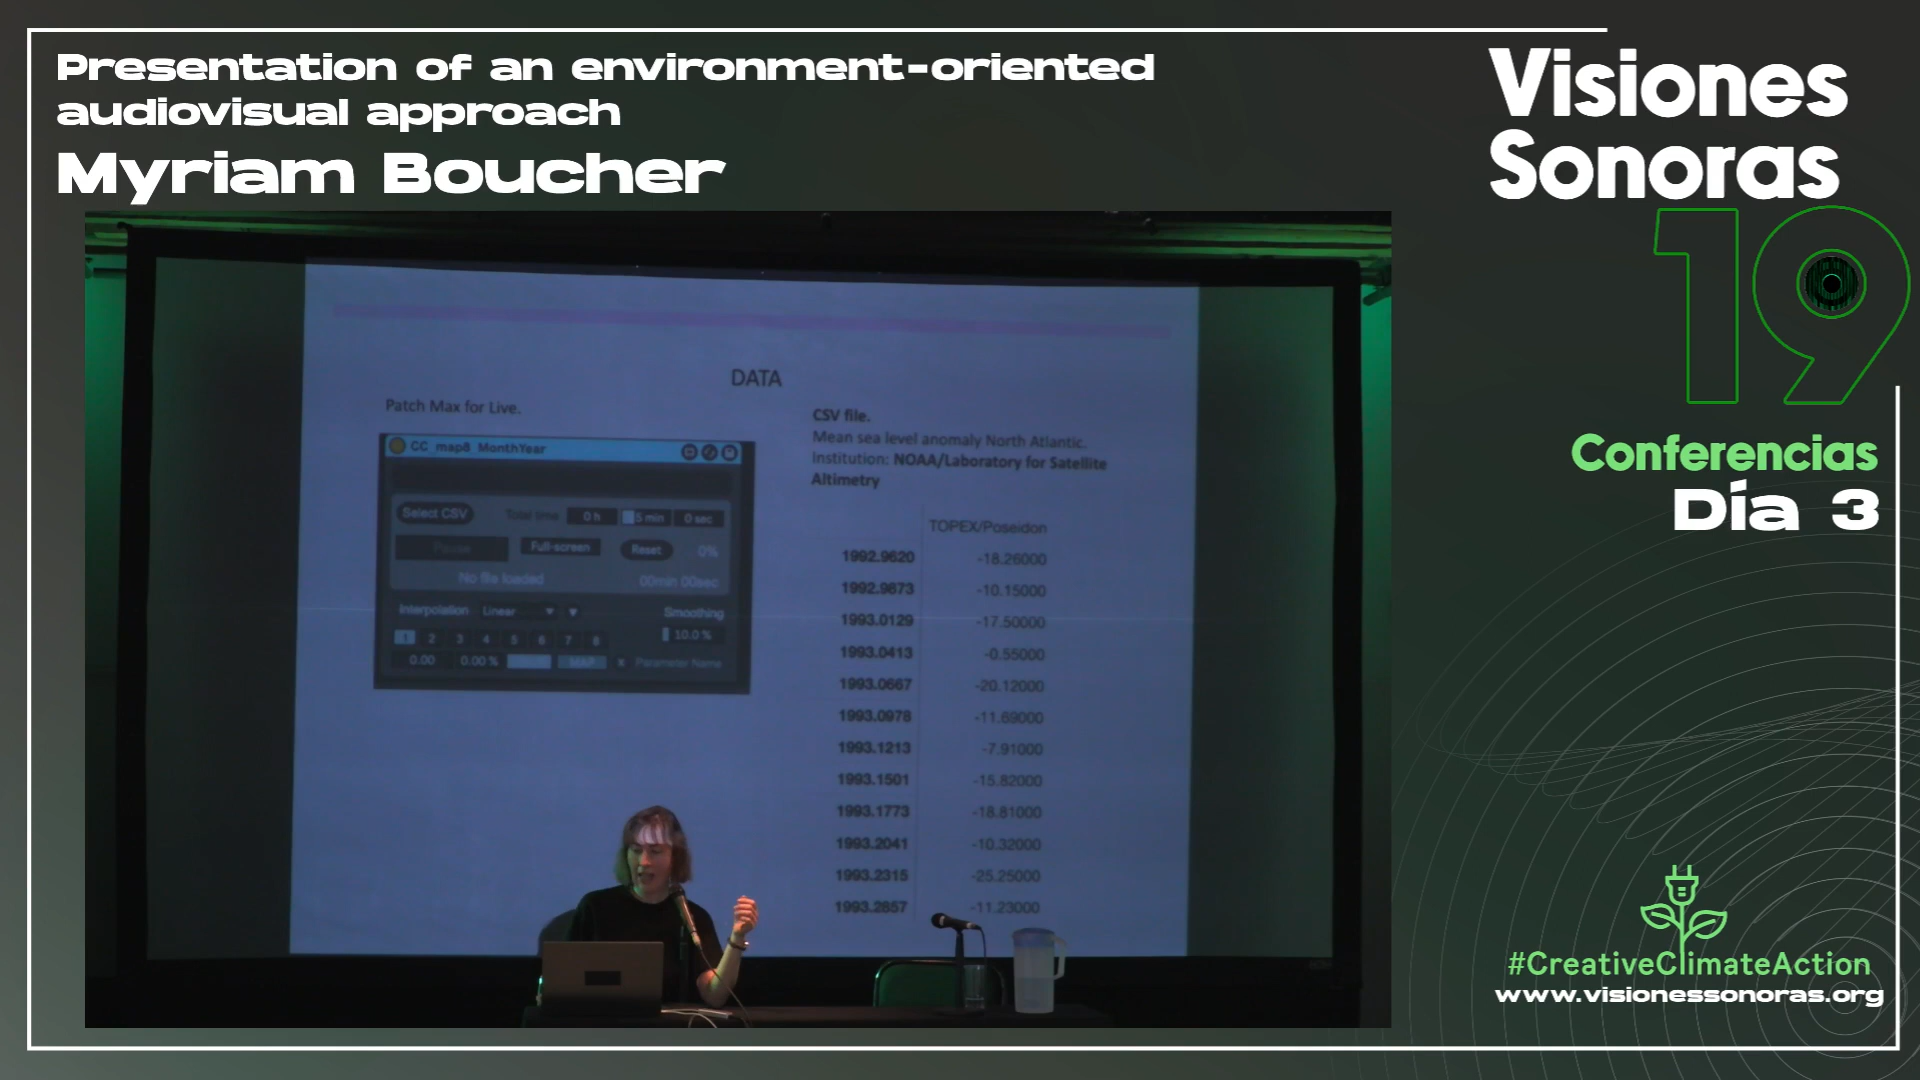 Presentation of an environment-oriented
audiovisual approach
Myriam Boucher
Visiones
Sonoras
19
Conferencias
Día 3
DATA
Patch Max for Live.
CC_map8_MonthYear
Select CSV
Total time
0 h
5 min
0 sec
Pause
Full-screen
Reset
0%
No file loaded
00min 00sec
Interpolation
Linear
Smoothing
1 2 3 4 5 6 7 8
10.0 %
0.00
0.00 %
MAP
x
Parameter Name
CSV file.
Mean sea level anomaly North Atlantic.
Institution: NOAA/Laboratory for Satellite
Altimetry
TOPEX/Poseidon
1992.9620 -18.26000
1992.9873 -10.15000
1993.0129 -17.50000
1993.0413 -0.55000
1993.0667 -20.12000
1993.0978 -11.69000
1993.1213 -7.91000
1993.1501 -15.82000
1993.1773 -18.81000
1993.2041 -10.32000
1993.2315 -25.25000
1993.2857 -11.23000
#CreativeClimateAction
www.visionessonoras.org